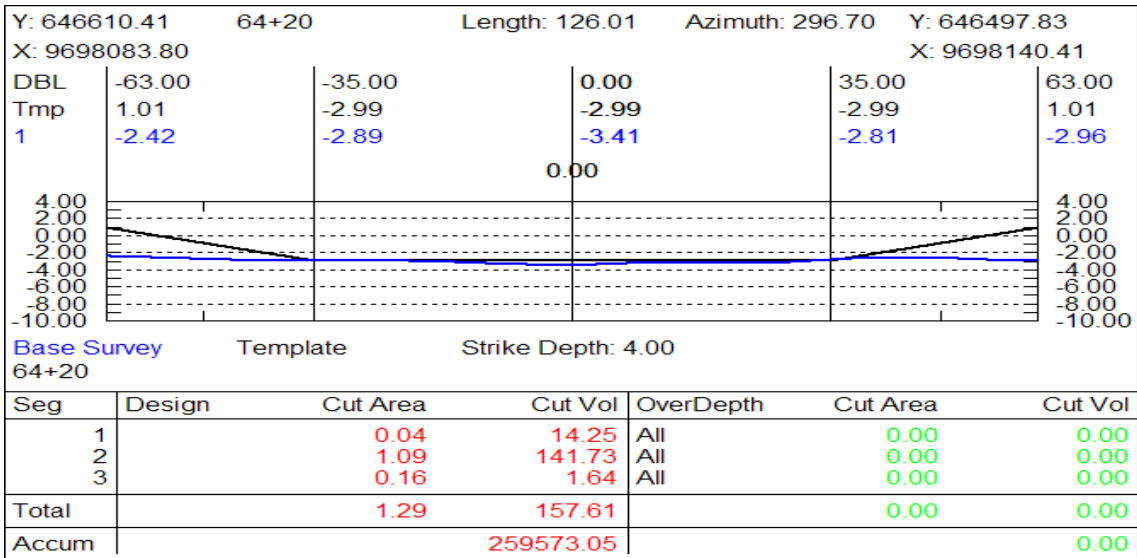 Y: 646610.41 64+20 Length: 126.01 Azimuth: 296.70 Y: 646497.83
X: 9698083.80 X: 9698140.41
DBL -63.00 -35.00 0.00 35.00 63.00
Tmp 1.01 -2.99 -2.99 -2.99 1.01
1 -2.42 -2.89 -3.41 -2.81 -2.96
0.00
4.00 4.00
2.00 2.00
0.00 0.00
-2.00 -2.00
-4.00 -4.00
-6.00 -6.00
-8.00 -8.00
-10.00 -10.00
Base Survey Template Strike Depth: 4.00
64+20
Seg Design Cut Area Cut Vol OverDepth Cut Area Cut Vol
1 0.04 14.25 All 0.00 0.00
2 1.09 141.73 All 0.00 0.00
3 0.16 1.64 All 0.00 0.00
Total 1.29 157.61 0.00 0.00
Accum 259573.05 0.00